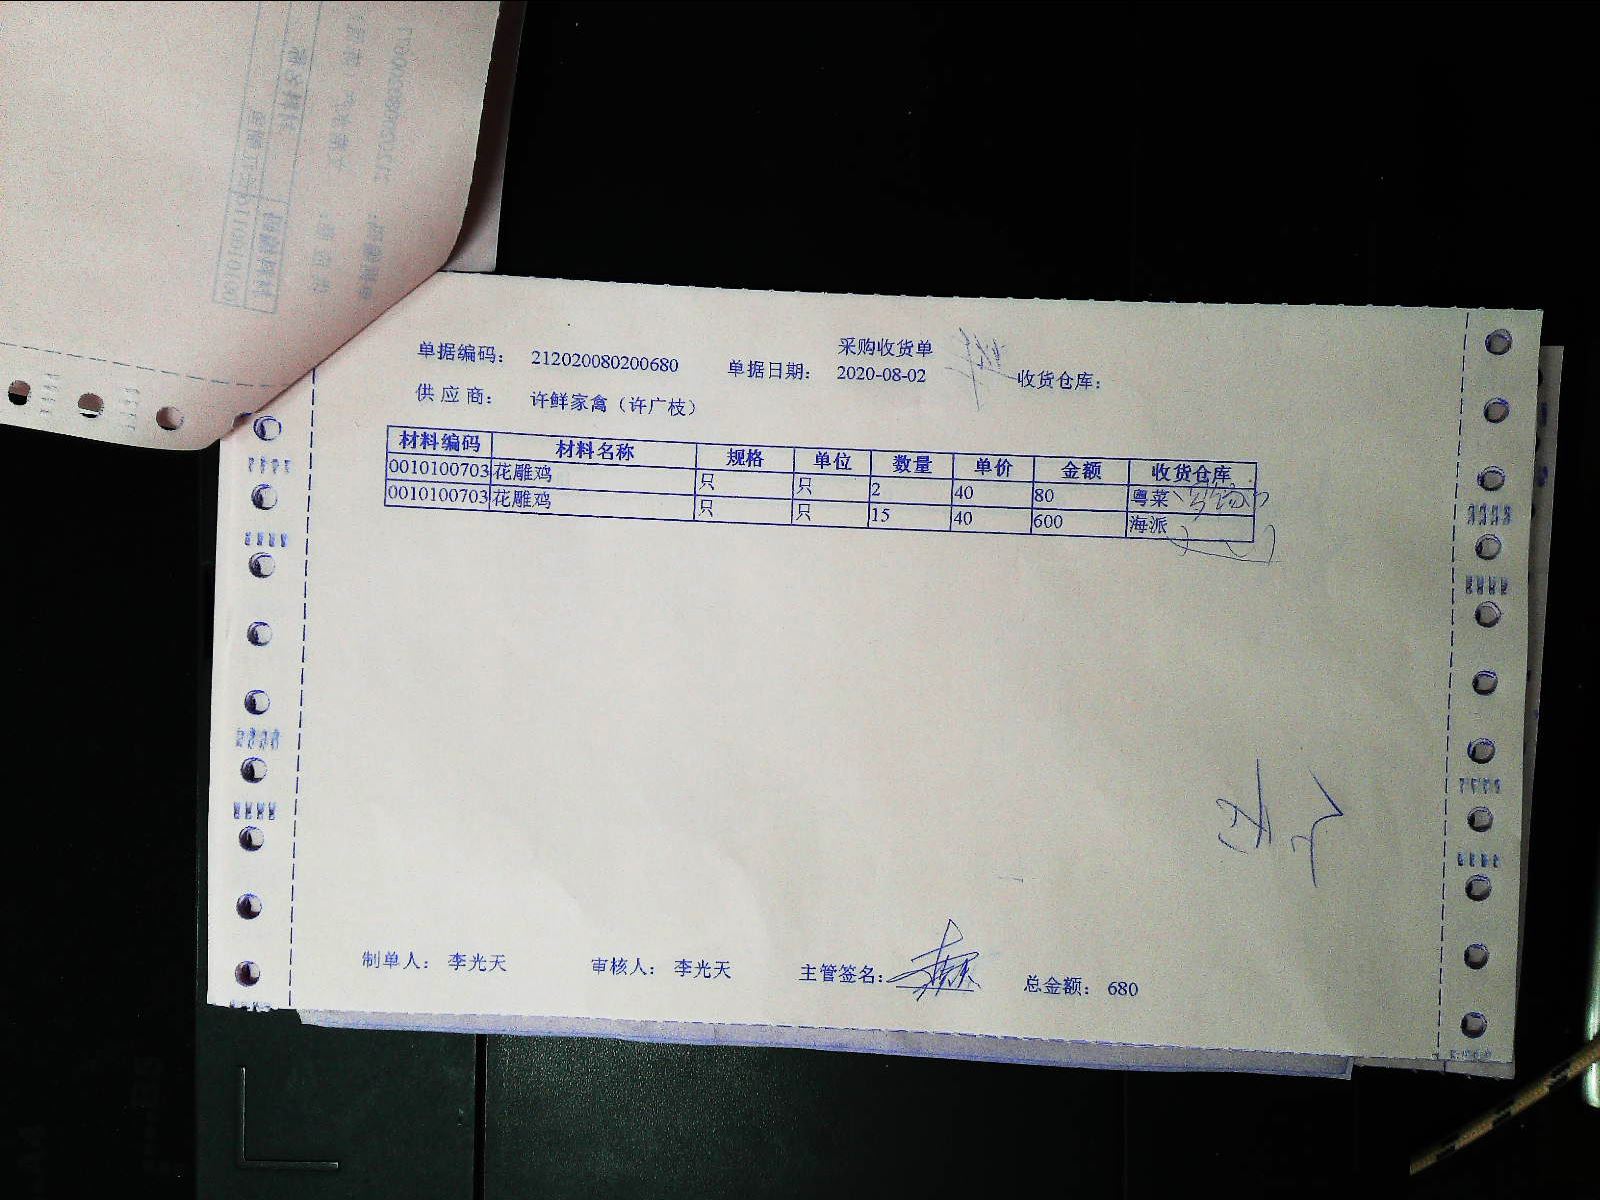 采购收货单
单据编码： 212020080200680 单据日期： 2020-08-02 收货仓库：
供 应 商： 许鲜家禽（许广枝）
材料编码 材料名称 规格 单位 数量 单价 金额 收货仓库
0010100703 花雕鸡 只 只 2 40 80 粤菜
0010100703 花雕鸡 只 只 15 40 600 海派
制单人： 李光天 审核人： 李光天 主管签名： 总金额： 680